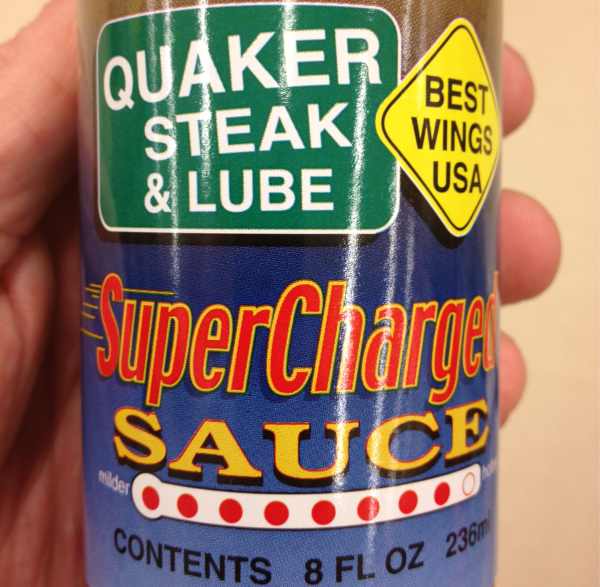 QUAKER
STEAK
& LUBE
BEST
WINGS
USA
SuperCharged
SAUCE
milder
CONTENTS 8 FL OZ 236ml